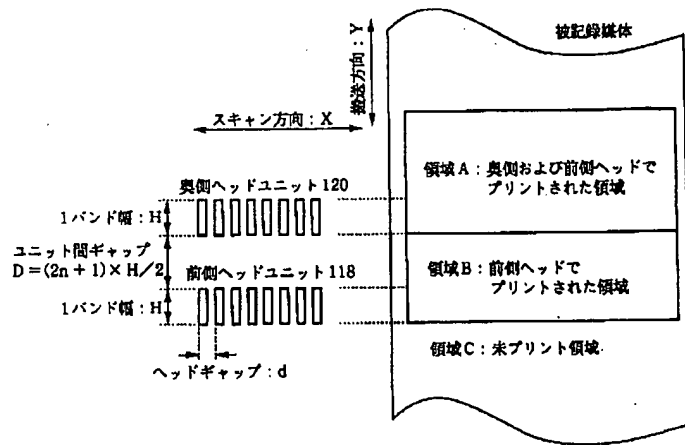 被記録媒体
搬送方向：Y
スキャン方向：X
領域A：奥側および前側ヘッドで
プリントされた領域
奥側ヘッドユニット120
1バンド幅：H
ユニット間ギャップ
D＝(2n＋1)×H／2
前側ヘッドユニット118
領域B：前側ヘッドで
プリントされた領域
1バンド幅：H
領域C：未プリント領域
ヘッドギャップ：d